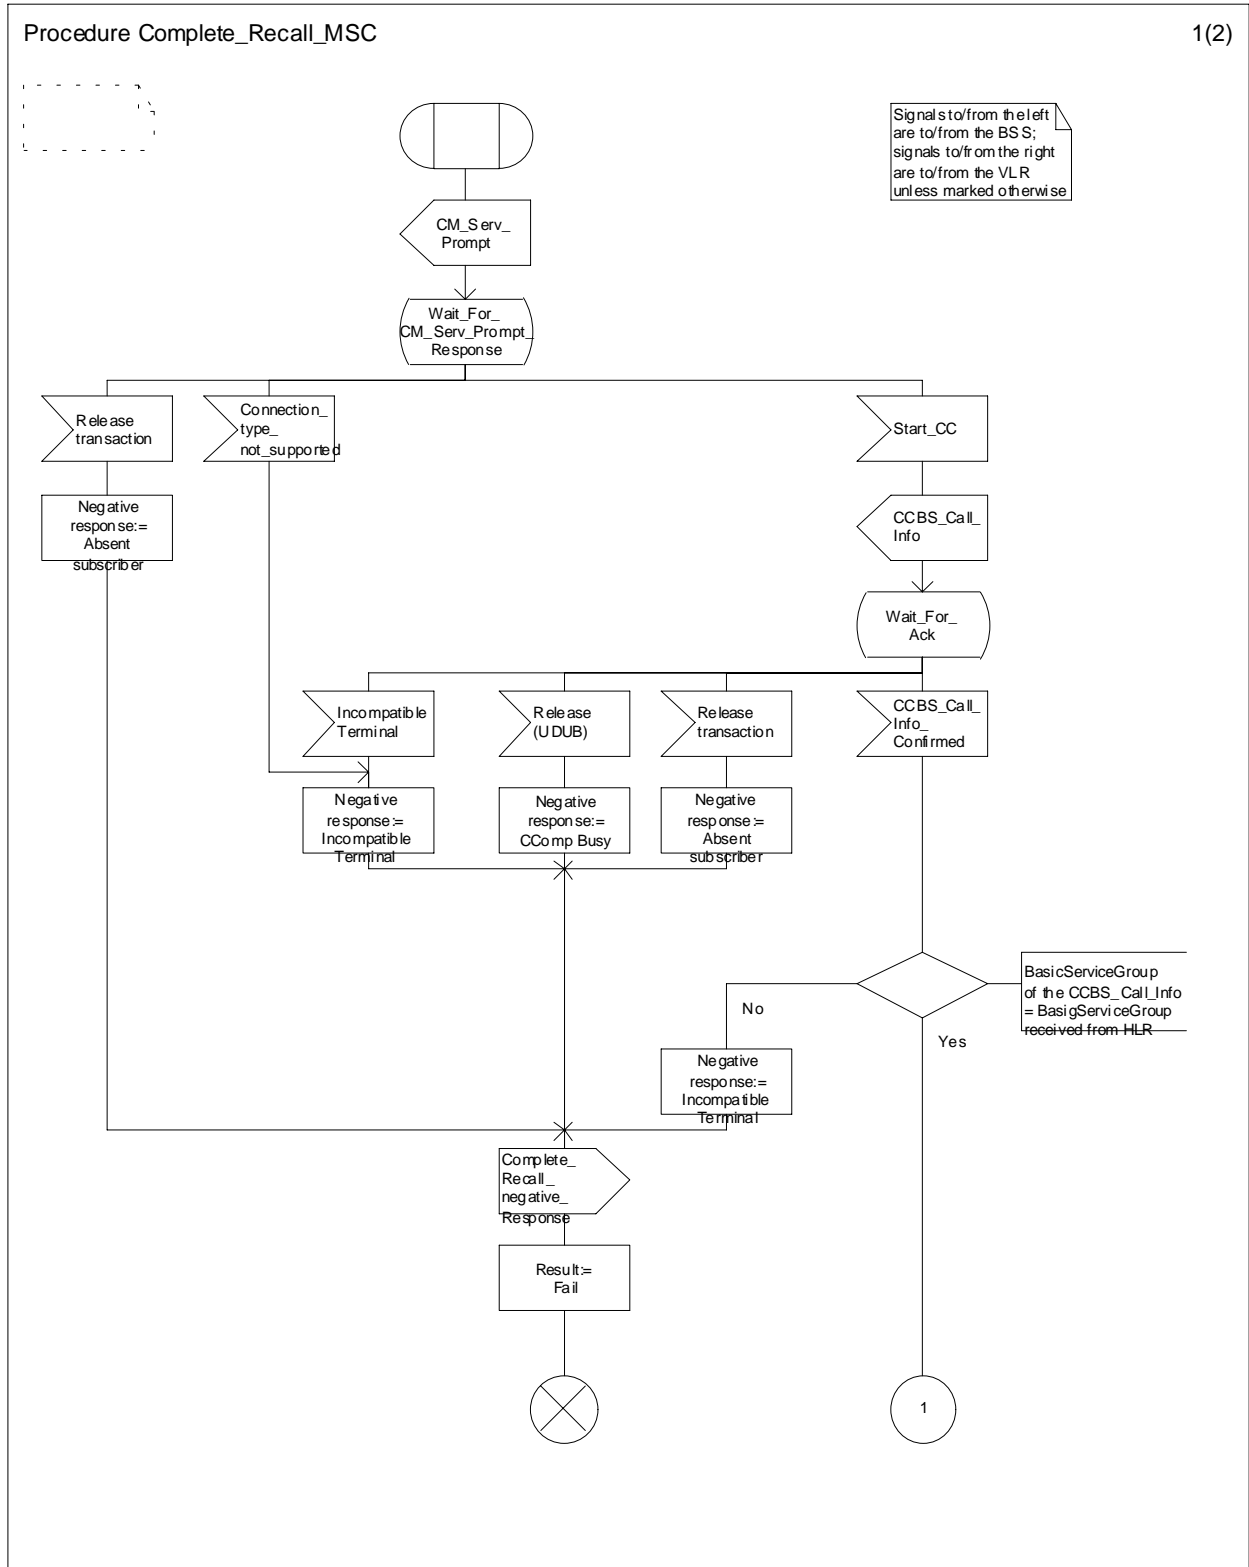 Procedure Complete_Recall_MSC
1(2)
Signals to/from the left
are to/from the BSS;
signals to/from the right
are to/from the VLR
unless marked otherwise
CM_Serv_
Prompt
Wait_For_
CM_Serv_Prompt_
Response
Release
transaction
Connection_
type_
not_supported
Start_CC
Negative
response:=
Absent
subscriber
CCBS_Call_
Info
Wait_For_
Ack
Incompatible
Terminal
Release
(UDUB)
Release
transaction
CCBS_Call_
Info_
Confirmed
Negative
response:=
Incompatible
Terminal
Negative
response:=
CComp Busy
Negative
response:=
Absent
subscriber
BasicServiceGroup
of the CCBS_Call_Info
= BasigServiceGroup
received from HLR
No
Yes
Negative
response:=
Incompatible
Terminal
Complete_
Recall_
negative_
Response
Result:=
Fail
1